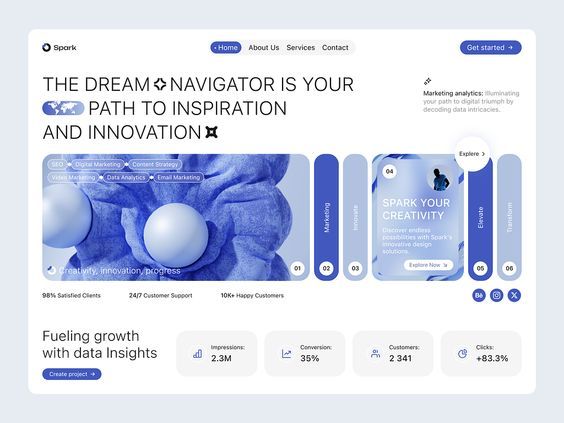 Spark
Home
About Us
Services
Contact
Get started
THE DREAM NAVIGATOR IS YOUR
PATH TO INSPIRATION
AND INNOVATION
Marketing analytics: Illuminating
your path to digital triumph by
decoding data intricacies.
Explore
SEO
Digital Marketing
Content Strategy
Video Marketing
Data Analytics
Email Marketing
Creativity, innovation, progress
01
Marketing
02
Innovate
03
04
SPARK YOUR
CREATIVITY
Discover endless
possibilities with Spark's
innovative design
solutions.
Explore Now
Elevate
05
Transform
06
98% Satisfied Clients
24/7 Customer Support
10K+ Happy Customers
Bē
X
Fueling growth
with data Insights
Create project
Impressions:
2.3M
Conversion:
35%
Customers:
2 341
Clicks:
+83.3%